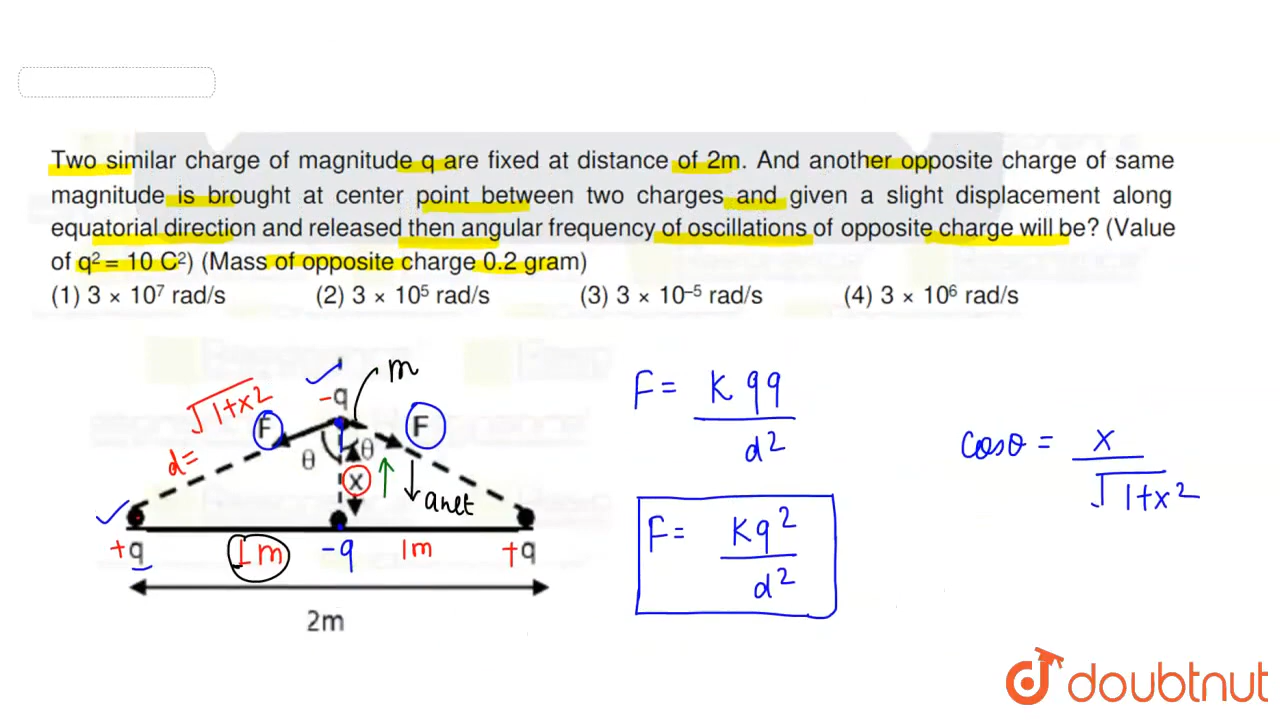 Two similar charge of magnitude q are fixed at distance of 2m. And another opposite charge of same
magnitude is brought at center point between two charges and given a slight displacement along
equatorial direction and released then angular frequency of oscillations of opposite charge will be? (Value
of q² = 10 C²) (Mass of opposite charge 0.2 gram)
(1) 3 × 10⁷ rad/s (2) 3 × 10⁵ rad/s (3) 3 × 10⁻⁵ rad/s (4) 3 × 10⁶ rad/s
m
-q
d= √1+x²
F
F
θ
θ
x
anet
+q
1m
-q
1m
+q
2m
F = K qq / d²
F = Kq² / d²
cosθ = x / √1+x²
doubtnut